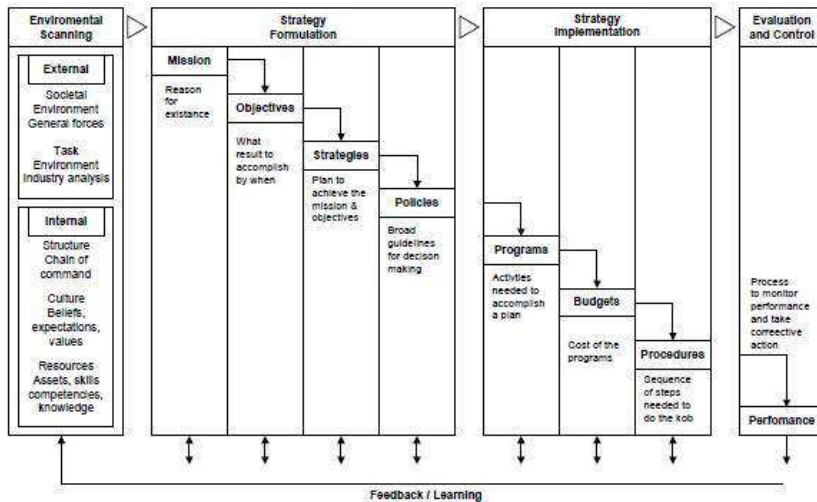 Enviromental
Scanning
External
Societal
Environment
General forces
Task
Environment
Industry analysis
Internal
Structure
Chain of
command
Culture
Beliefs,
expectations,
values
Resources
Assets, skills
competencies,
knowledge
Strategy
Formulation
Mission
Reason
for
existance
Objectives
What
result to
accomplish
by when
Strategies
Plan to
achieve the
mission &
objectives
Policies
Broad
guidelines
for decison
making
Strategy
Implementation
Programs
Activties
needed to
accomplish
a plan
Budgets
Cost of the
programs
Procedures
Sequence
of steps
needed to
do the kob
Evaluation
and Control
Process
to monitor
performance
and take
correective
action
Perfomance
Feedback / Learning